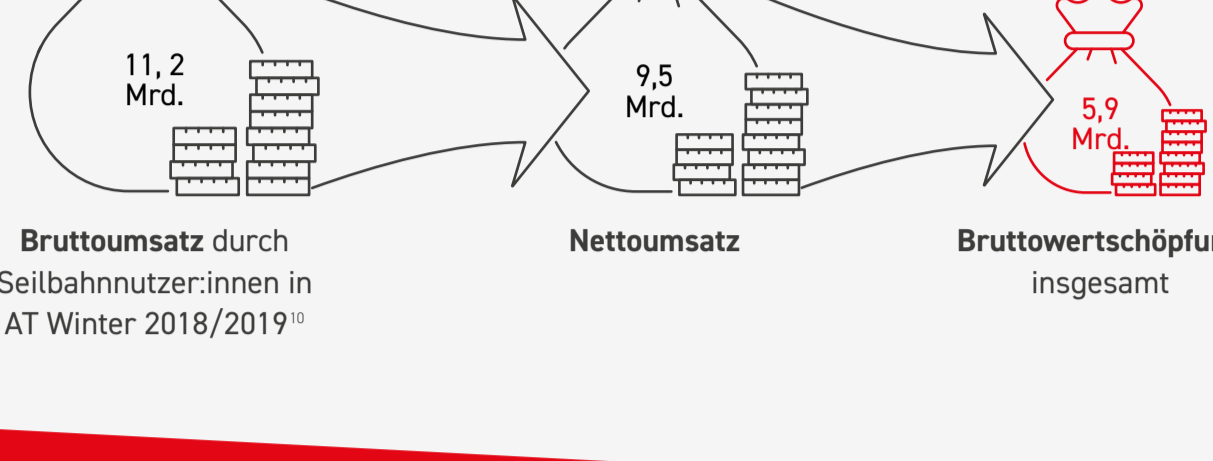 11, 2
Mrd.
9,5
Mrd.
5,9
Mrd.
Bruttoumsatz durch
Seilbahnnutzer:innen in
AT Winter 2018/2019¹⁰
Nettoumsatz
Bruttowertschöpfu
insgesamt